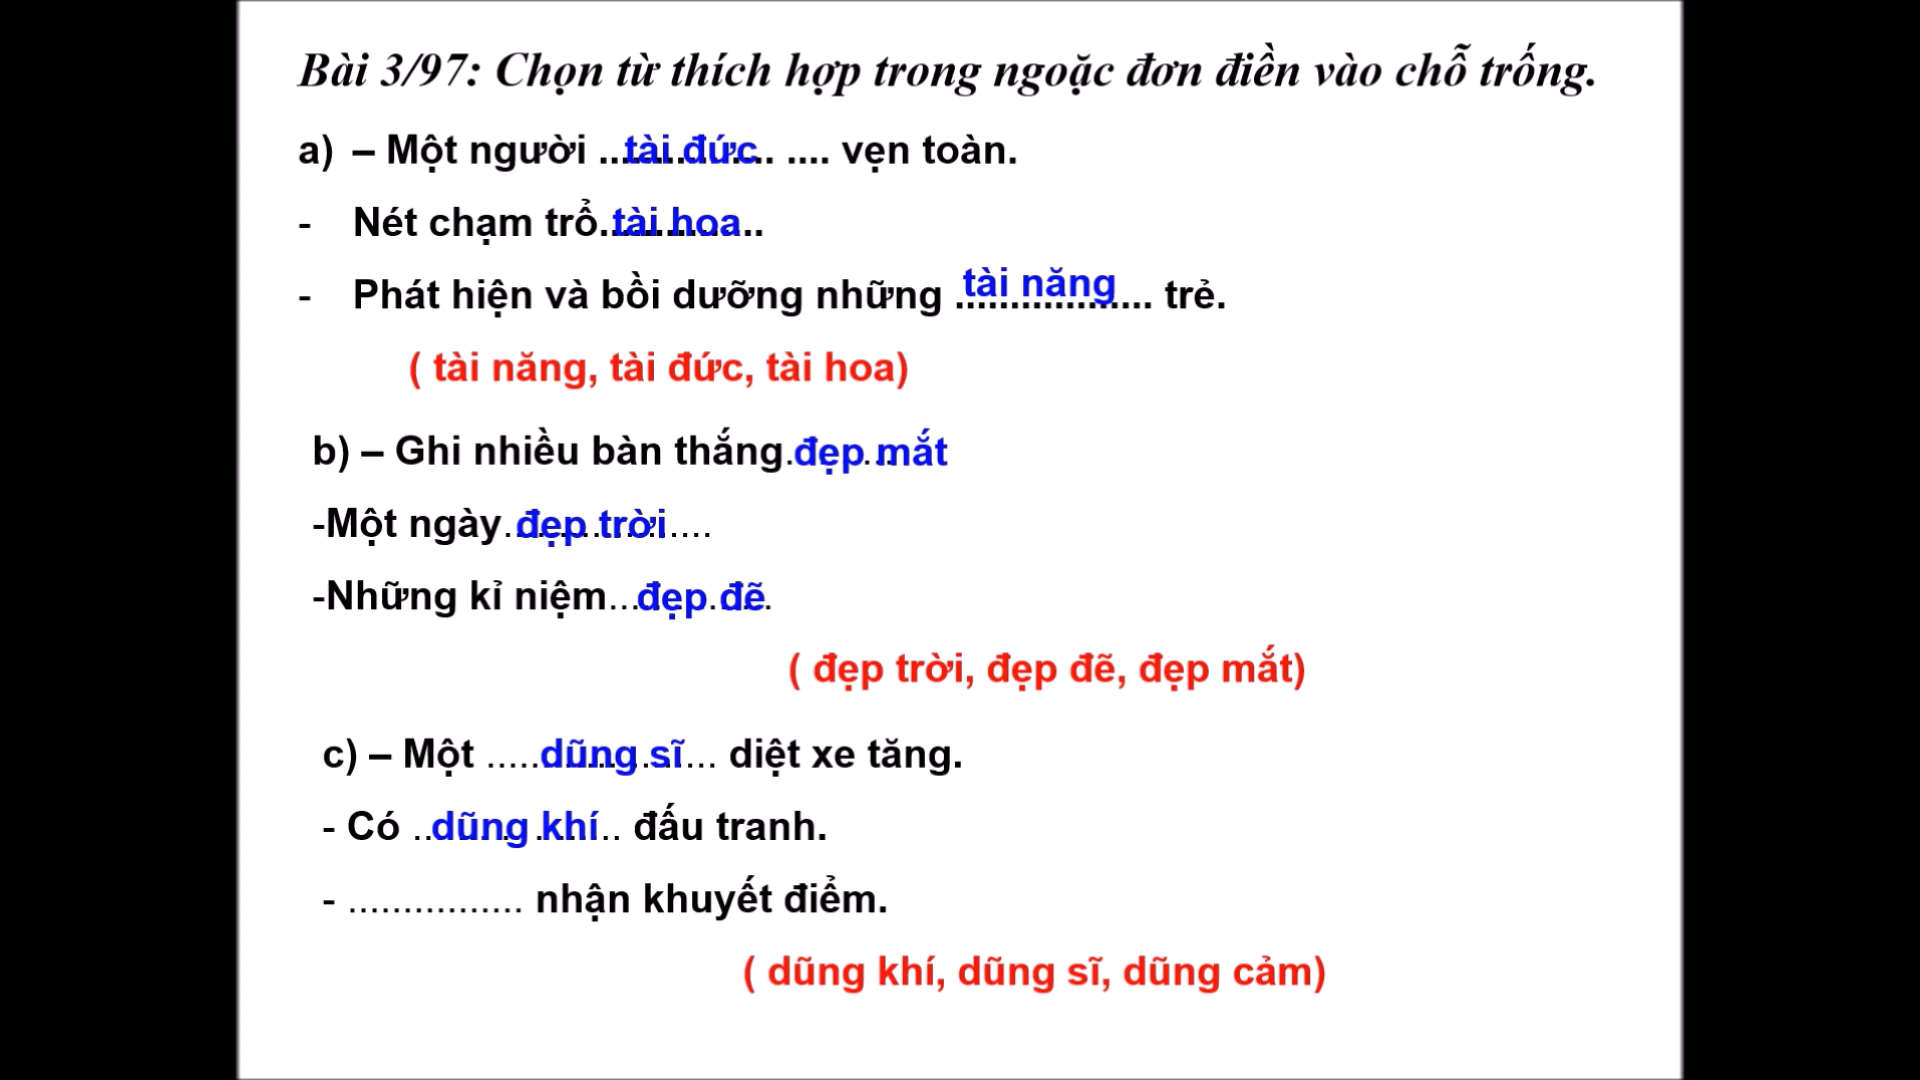 Bài 3/97: Chọn từ thích hợp trong ngoặc đơn điền vào chỗ trống.
a) – Một người ..tài đức.. .... vẹn toàn.
- Nét chạm trổ.tài hoa..
- Phát hiện và bồi dưỡng những tài năng.... trẻ.
( tài năng, tài đức, tài hoa)
b) – Ghi nhiều bàn thắng.đẹp mắt
-Một ngày.đẹp trời....
-Những kỉ niệm...đẹp đẽ.
( đẹp trời, đẹp đẽ, đẹp mắt)
c) – Một .....dũng sĩ... diệt xe tăng.
- Có ..dũng khí.. đấu tranh.
- ................ nhận khuyết điểm.
( dũng khí, dũng sĩ, dũng cảm)